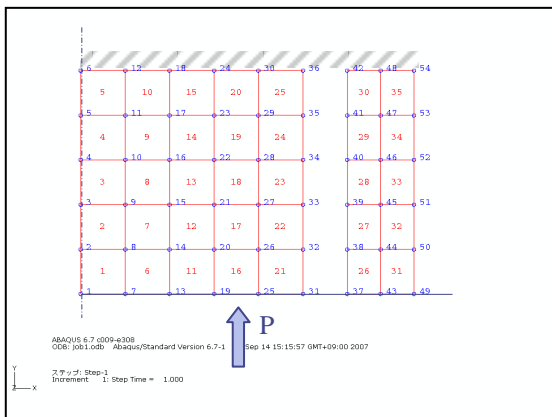 6 12 18 24 30 36 42 48 54
5 10 15 20 25 30 35
5 11 17 23 29 35 41 47 53
4 9 14 19 24 29 34
4 10 16 22 28 34 40 46 52
3 8 13 18 23 28 33
3 9 15 21 27 33 39 45 51
2 7 12 17 22 27 32
2 8 14 20 26 32 38 44 50
1 6 11 16 21 26 31
1 7 13 19 25 31 37 43 49
P
ABAQUS 6.7 c009-e308
ODB: job1.odb Abaqus/Standard Version 6.7-1 Sep 14 15:15:57 GMT+09:00 2007
ステップ: Step-1
Increment 1: Step Time = 1.000
Y
Z X